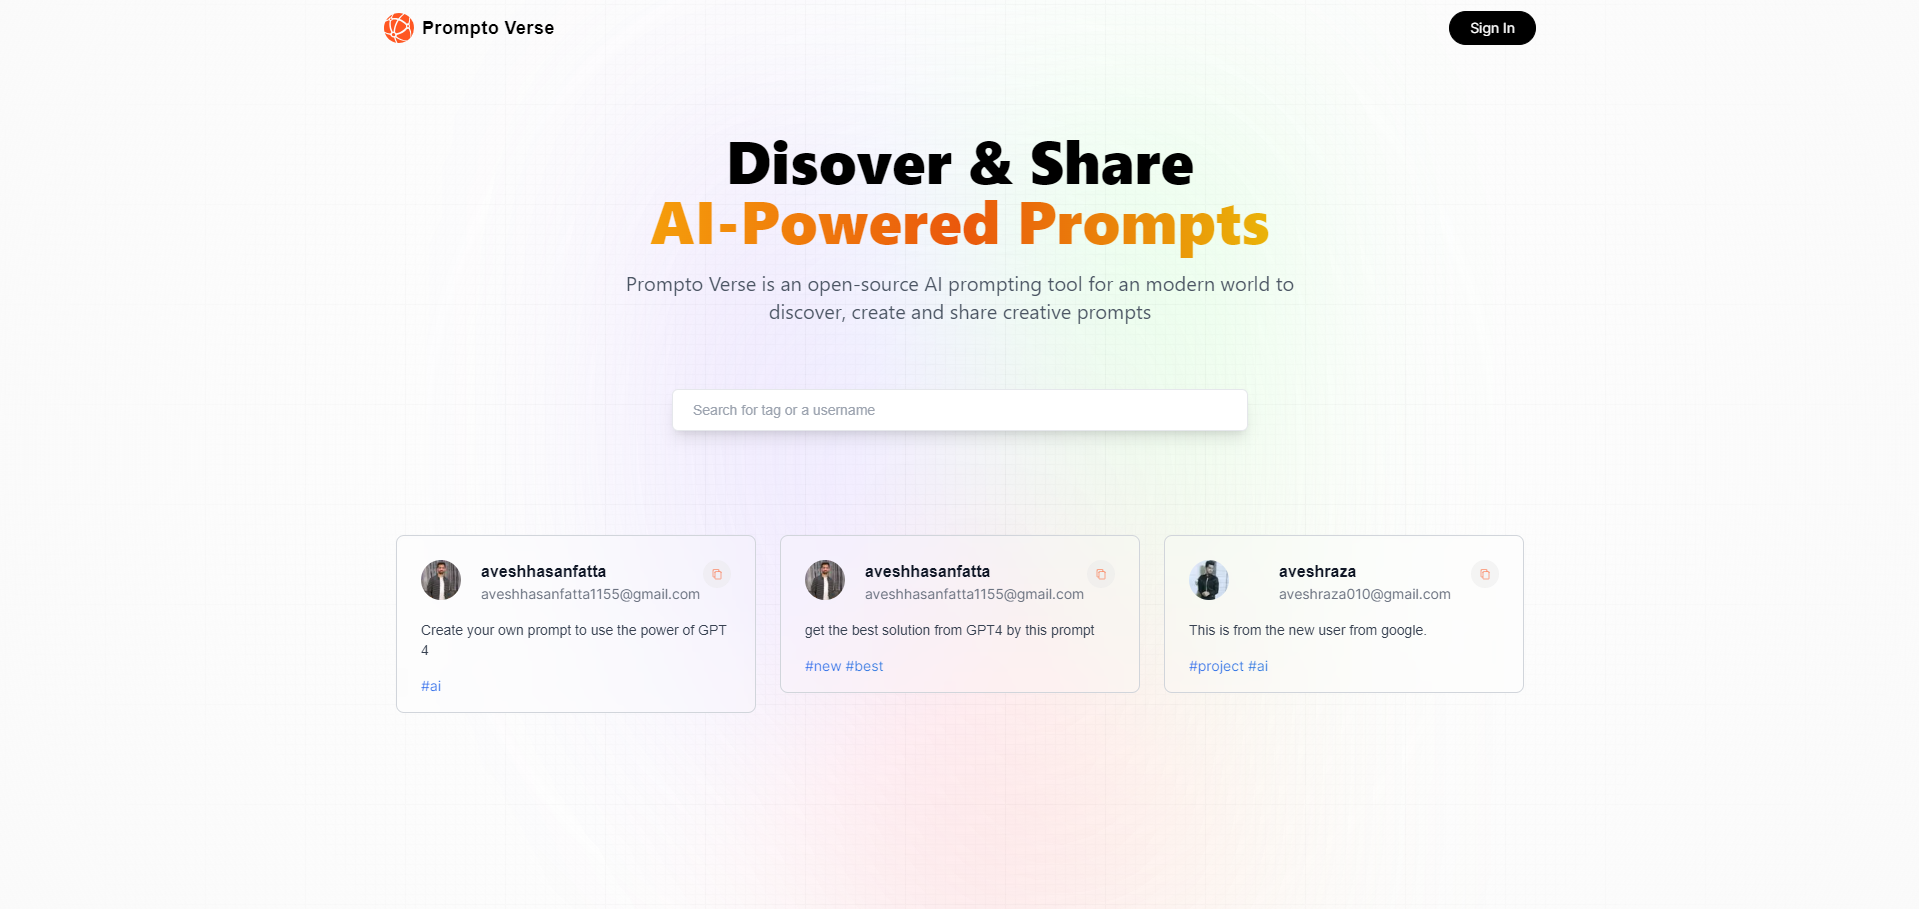 Prompto Verse
Sign In
Disover & Share
AI-Powered Prompts
Prompto Verse is an open-source AI prompting tool for an modern world to
discover, create and share creative prompts
Search for tag or a username
aveshhasanfatta
aveshhasanfatta1155@gmail.com
Create your own prompt to use the power of GPT
4
#ai
aveshhasanfatta
aveshhasanfatta1155@gmail.com
get the best solution from GPT4 by this prompt
#new #best
aveshraza
aveshraza010@gmail.com
This is from the new user from google.
#project #ai